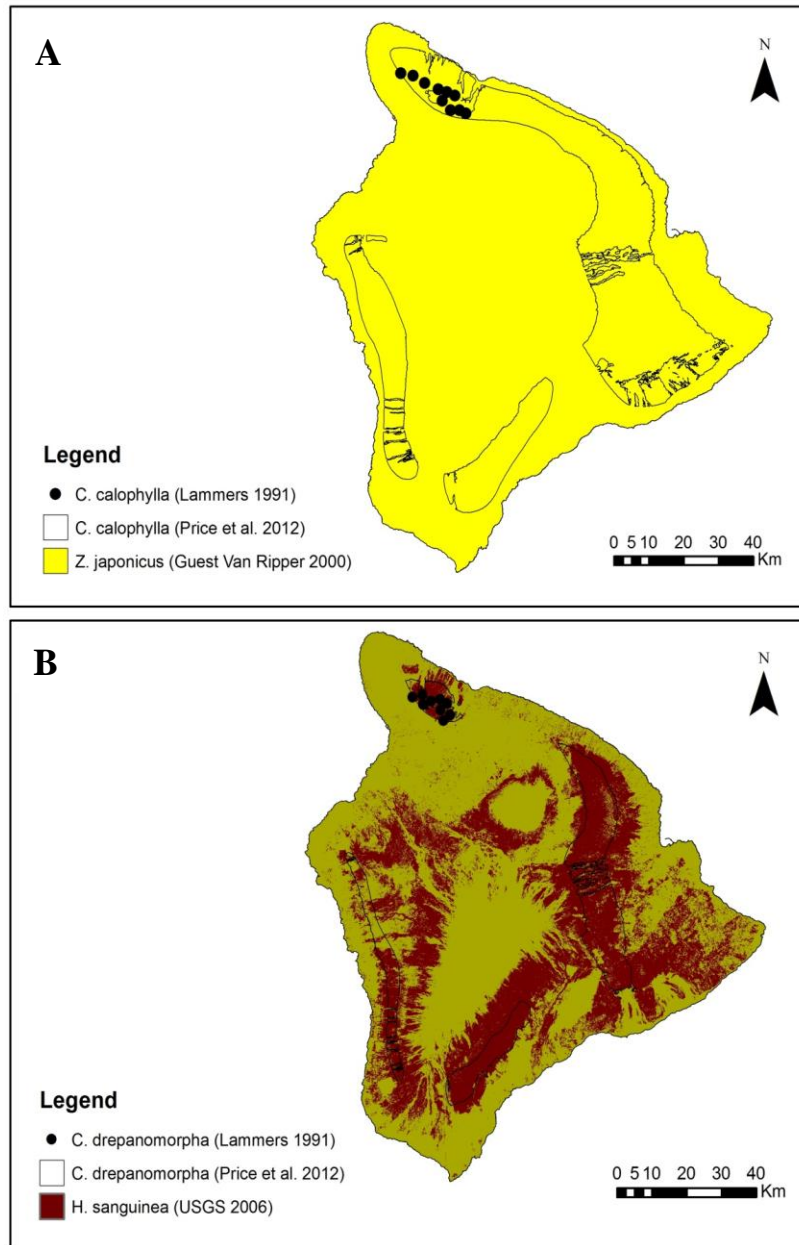 A
N
Legend
C. calophylla (Lammers 1991)
C. calophylla (Price et al. 2012)
Z. japonicus (Guest Van Ripper 2000)
0 5 10 20 30 40
Km
B
N
Legend
C. drepanomorpha (Lammers 1991)
C. drepanomorpha (Price et al. 2012)
H. sanguinea (USGS 2006)
0 5 10 20 30 40
Km